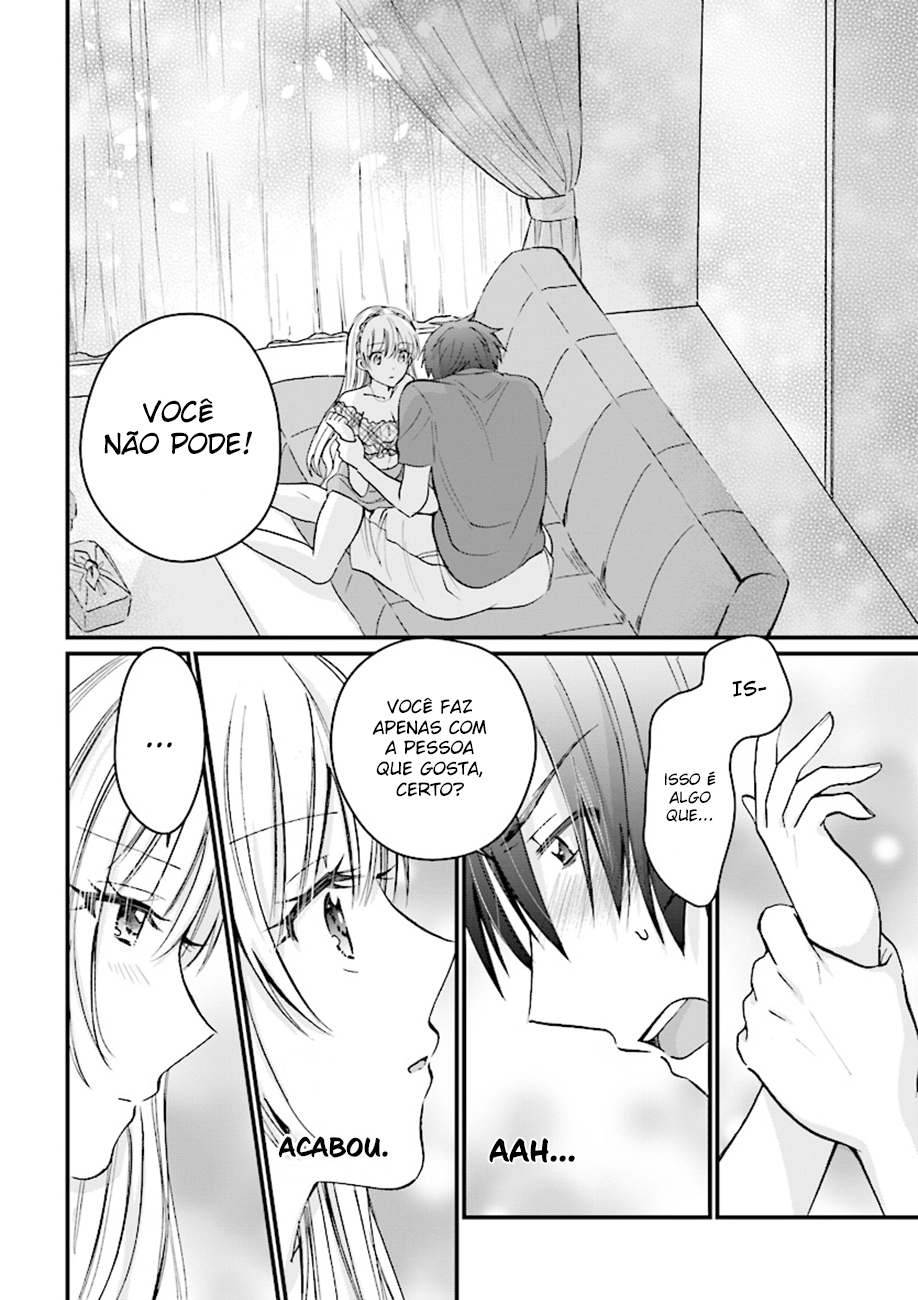 VOCÊ
NÃO PODE!
IS-
ISSO É
ALGO
QUE...
VOCÊ FAZ
APENAS COM
A PESSOA
QUE GOSTA,
CERTO?
AAH...
ACABOU.
...